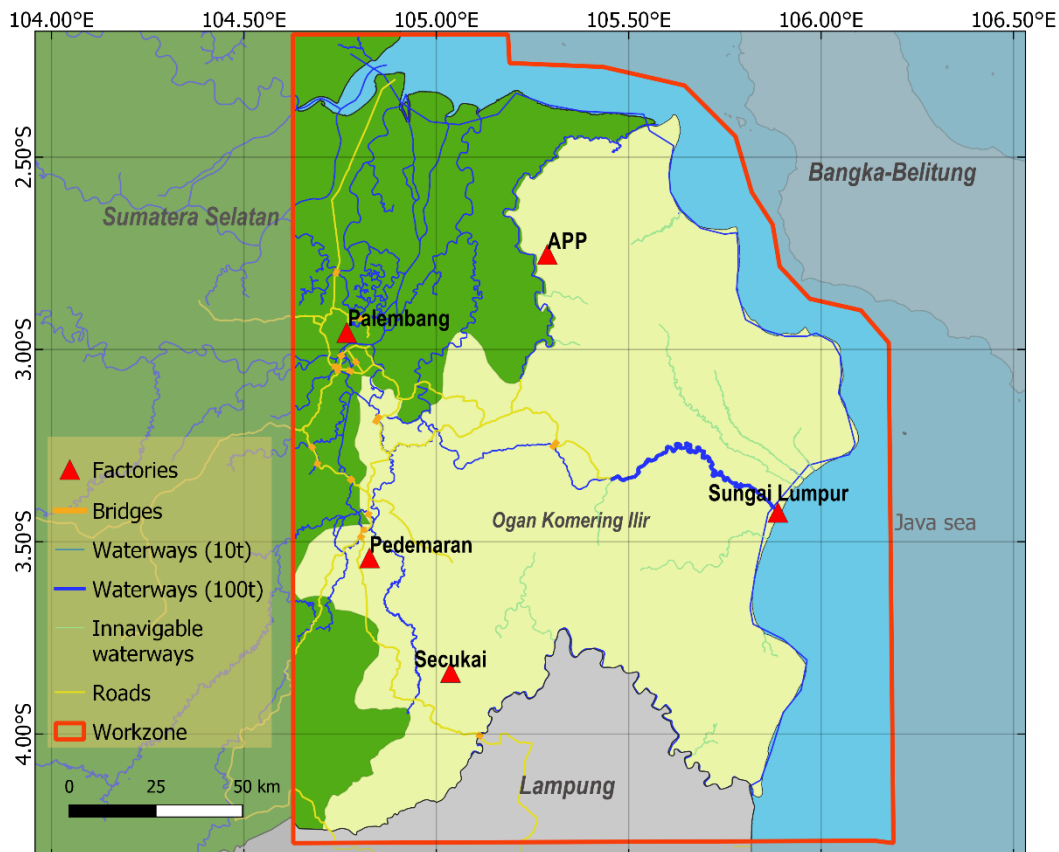 104.00°E 104.50°E 105.00°E 105.50°E 106.00°E 106.50°E
2.50°S
Bangka-Belitung
Sumatera Selatan
APP
Palembang
3.00°S
Factories
Bridges
Waterways (10t)
Waterways (100t)
Innavigable
waterways
Roads
Workzone
0 25 50 km
Sungai Lumpur
Ogan Komering Ilir
Java sea
3.50°S
Pedemaran
Secukai
4.00°S
Lampung